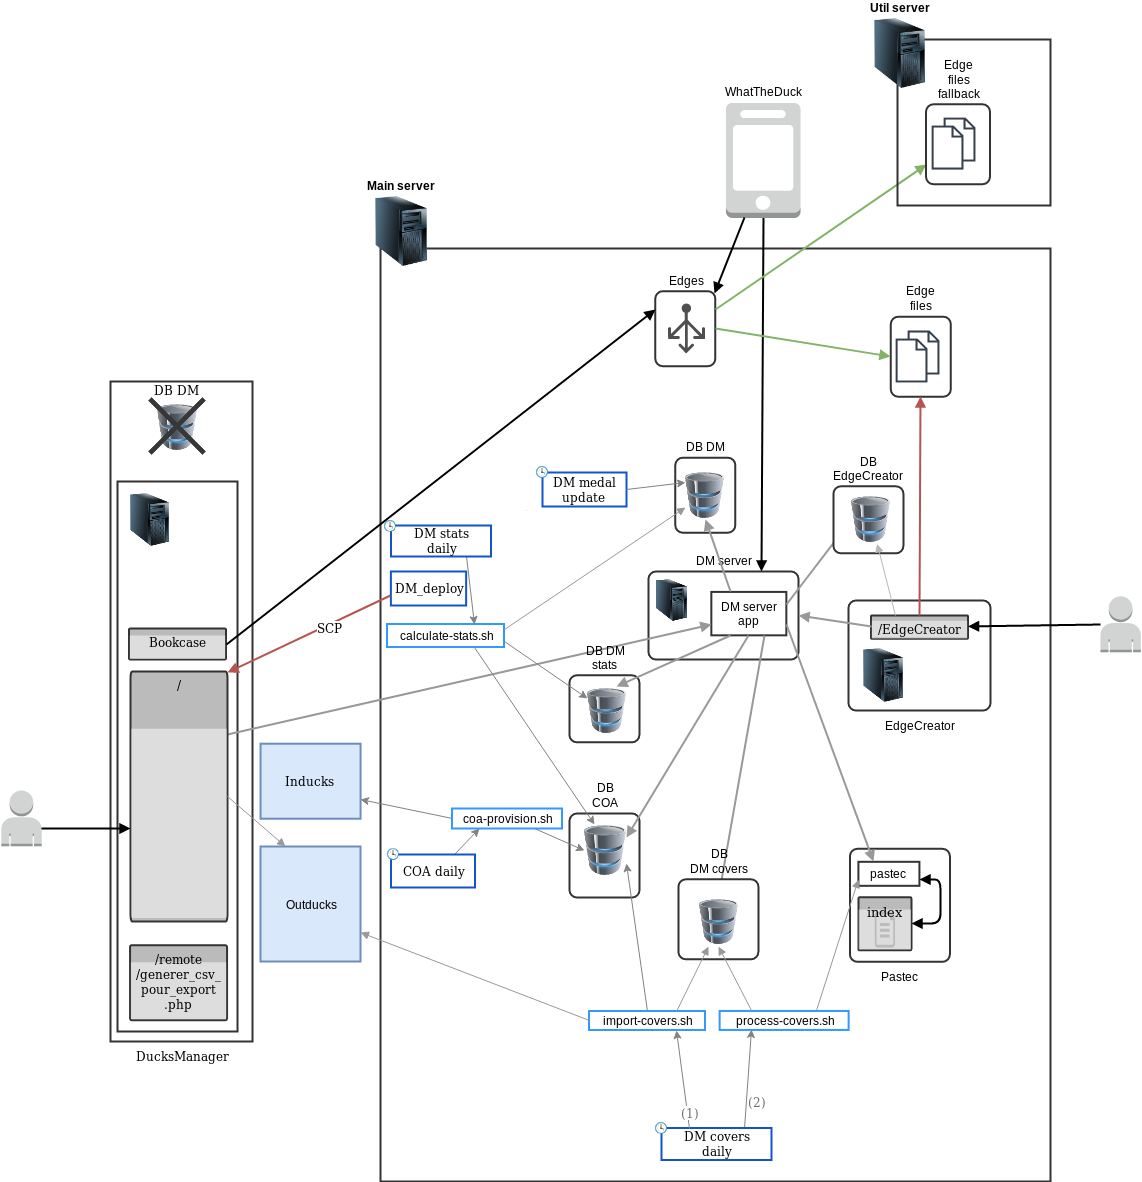 Util server
Edge
files
fallback
WhatTheDuck
Main server
Edges
Edge
files
DB DM
DB DM
DB
EdgeCreator
DM medal
update
DM stats
daily
DM server
DM_deploy
DM server
app
SCP
calculate-stats.sh
/EdgeCreator
Bookcase
DB DM
stats
/
EdgeCreator
Inducks
DB
COA
coa-provision.sh
COA daily
DB
DM covers
pastec
Outducks
index
/remote
/generer_csv_
pour_export
.php
Pastec
import-covers.sh
process-covers.sh
DucksManager
(1)
(2)
DM covers
daily